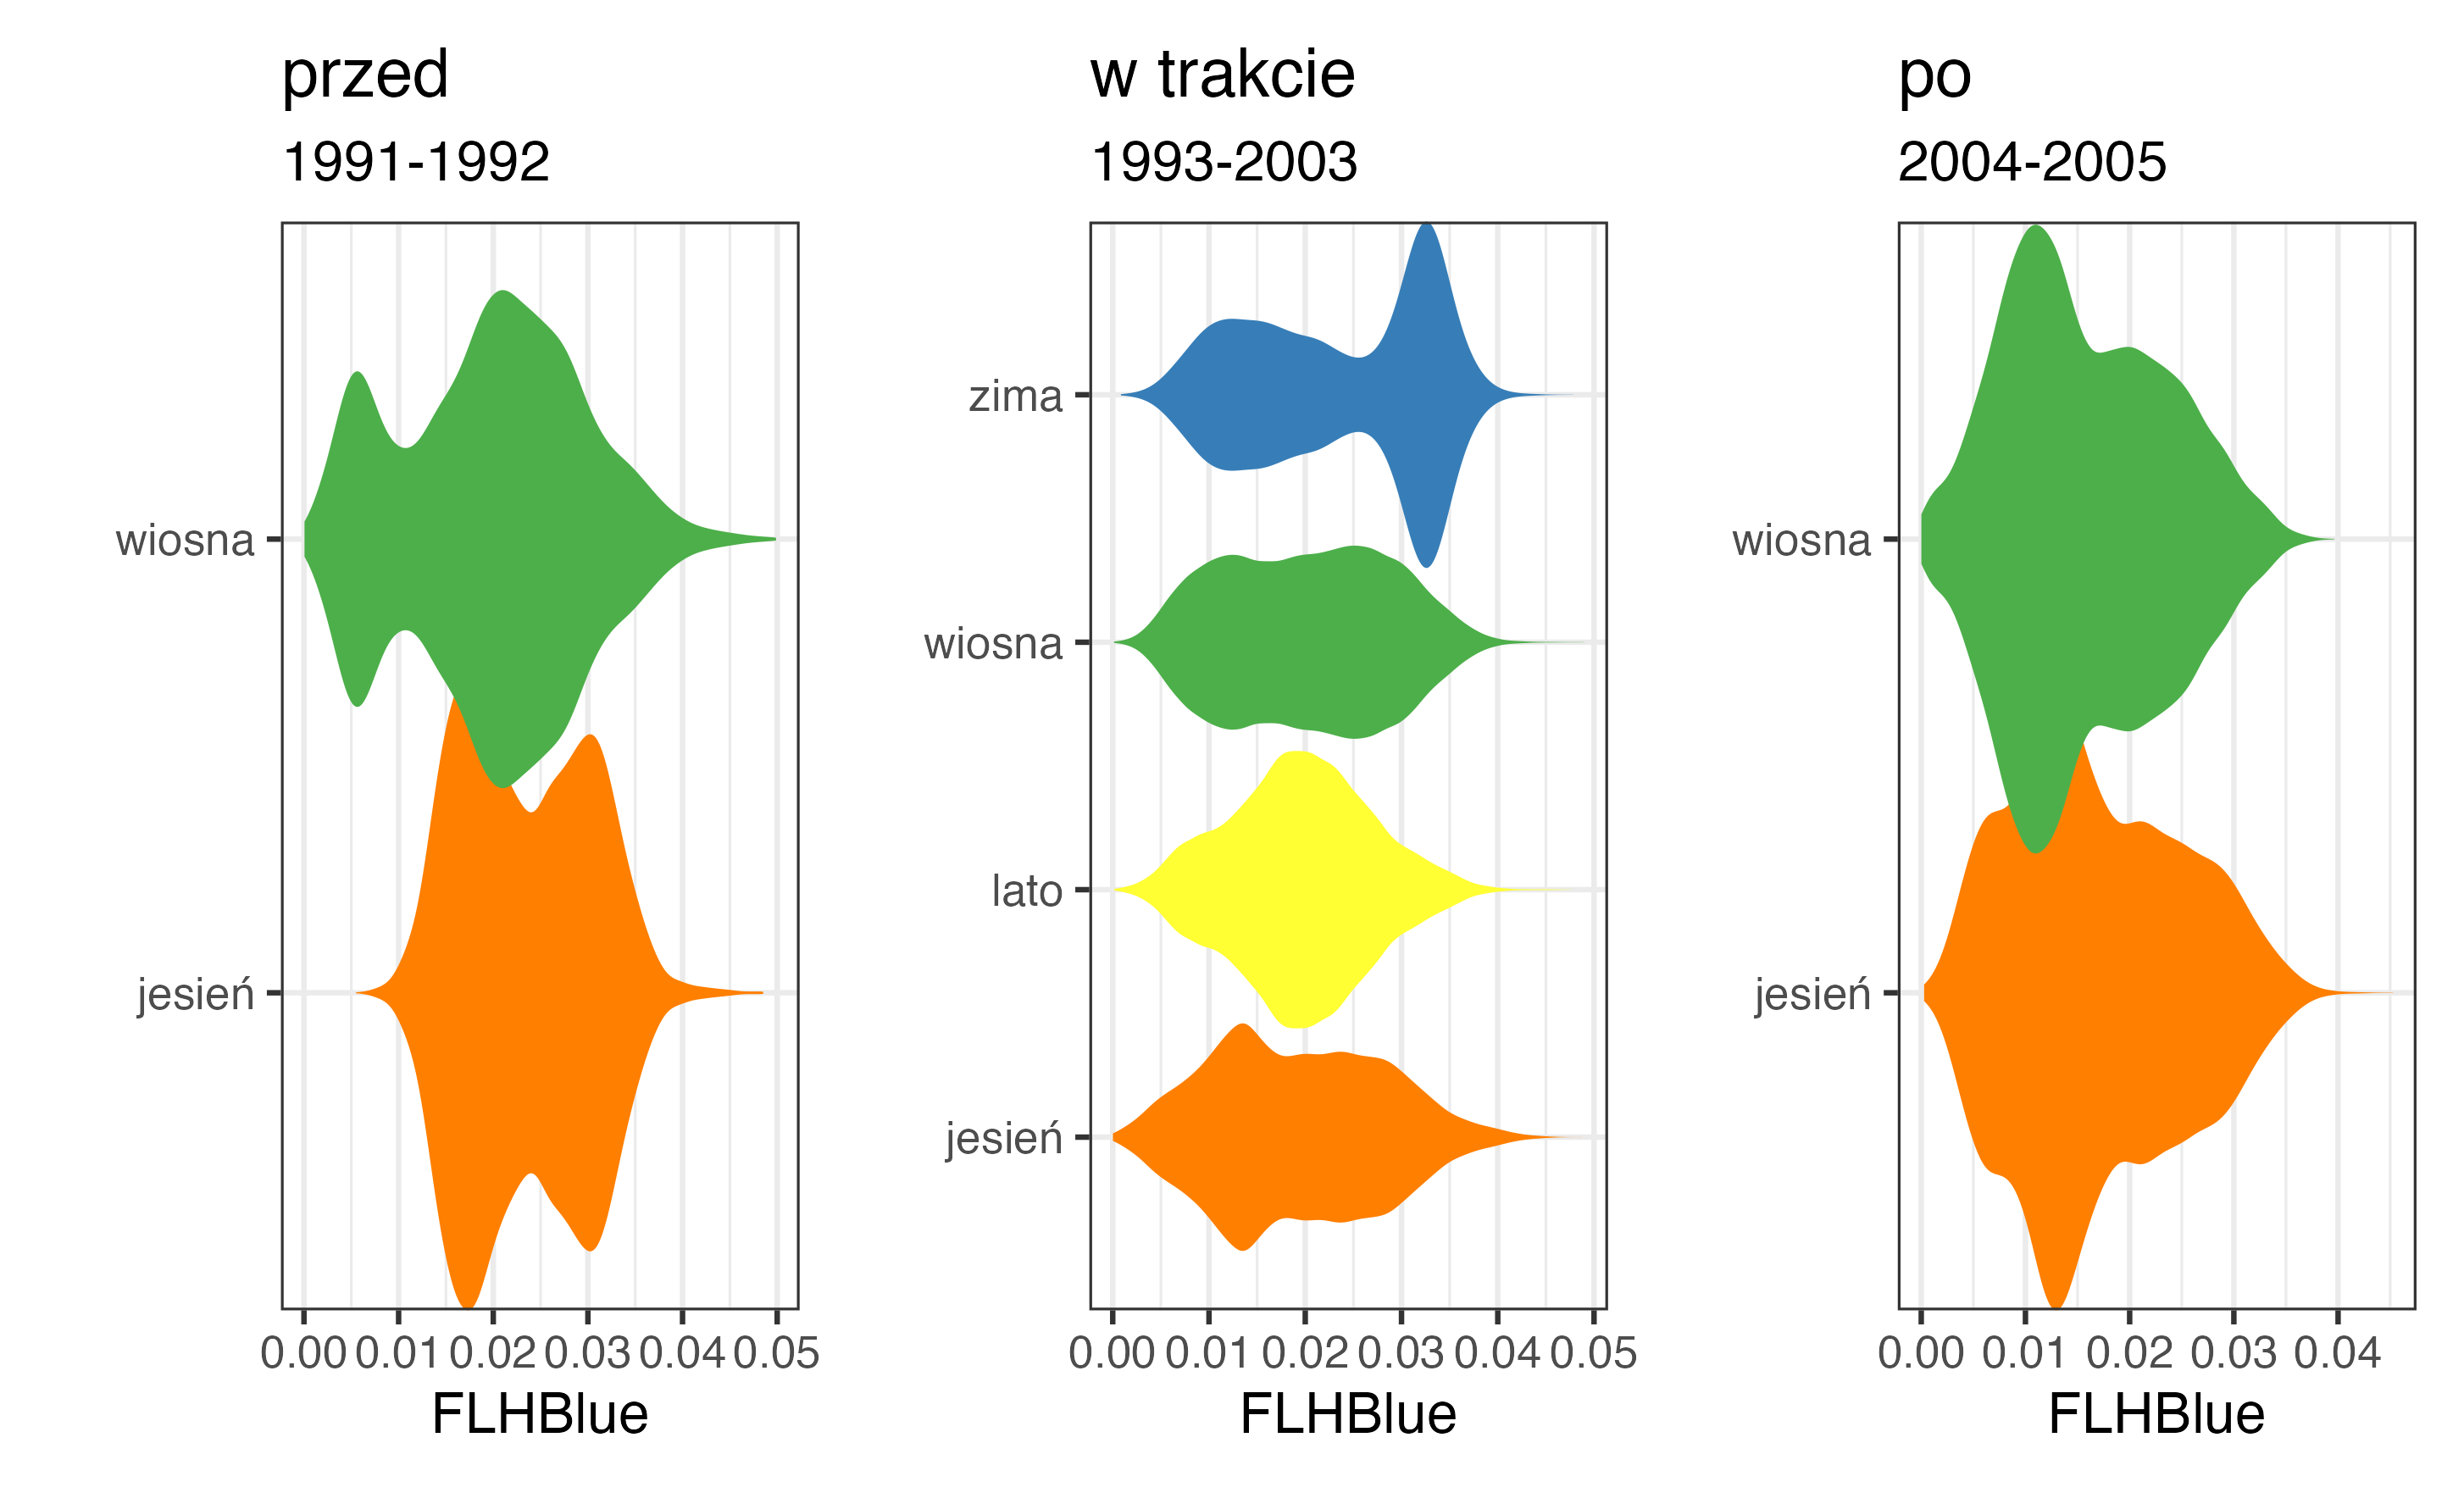 przed
1991-1992
wiosna
jesień
0.00 0.01 0.02 0.03 0.04 0.05
FLHBlue
w trakcie
1993-2003
zima
wiosna
lato
jesień
0.00 0.01 0.02 0.03 0.04 0.05
FLHBlue
po
2004-2005
wiosna
jesień
0.00 0.01 0.02 0.03 0.04
FLHBlue